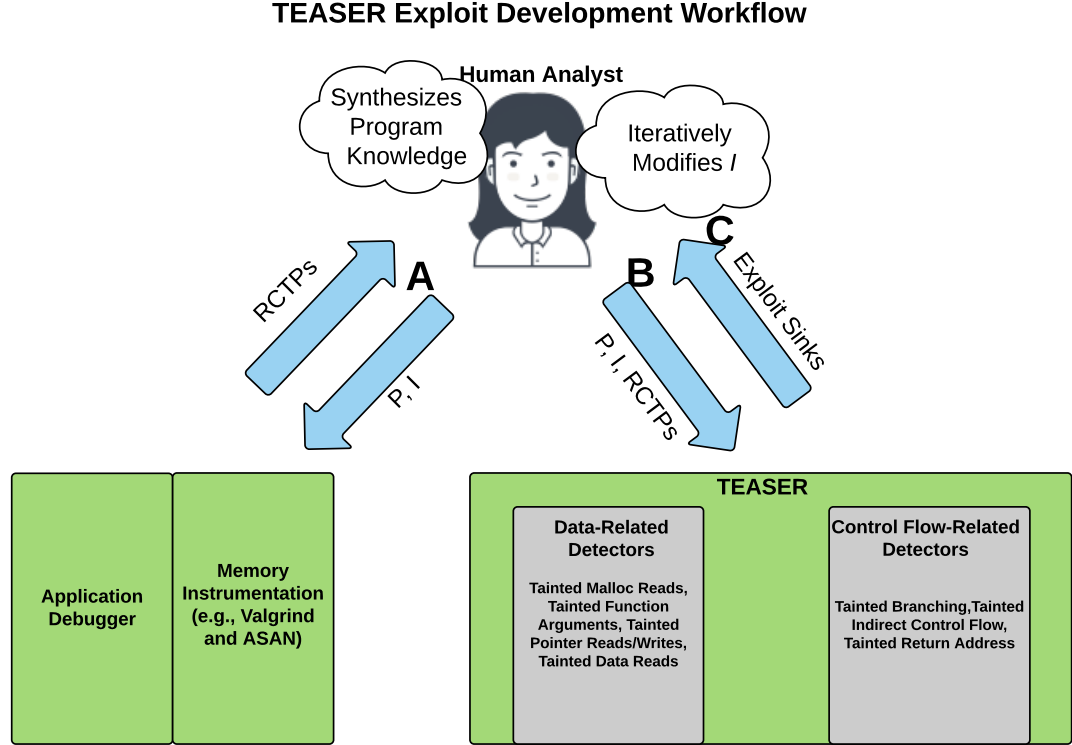 TEASER Exploit Development Workflow
Human Analyst
Synthesizes
Program
Knowledge
Iteratively
Modifies I
A
B
C
RCTPs
P, I
P, I, RCTPs
Exploit Sinks
Application
Debugger
Memory
Instrumentation
(e.g., Valgrind
and ASAN)
TEASER
Data-Related
Detectors
Tainted Malloc Reads,
Tainted Function
Arguments, Tainted
Pointer Reads/Writes,
Tainted Data Reads
Control Flow-Related
Detectors
Tainted Branching,Tainted
Indirect Control Flow,
Tainted Return Address